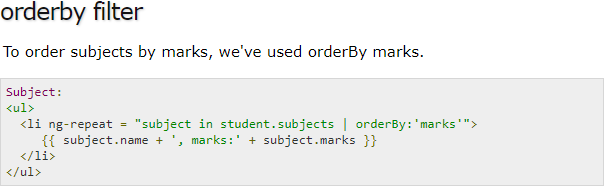 orderby filter
To order subjects by marks, we've used orderBy marks.
Subject:
<ul>
<li ng-repeat = "subject in student.subjects | orderBy:'marks'">
{{ subject.name + ', marks:' + subject.marks }}
</li>
</ul>